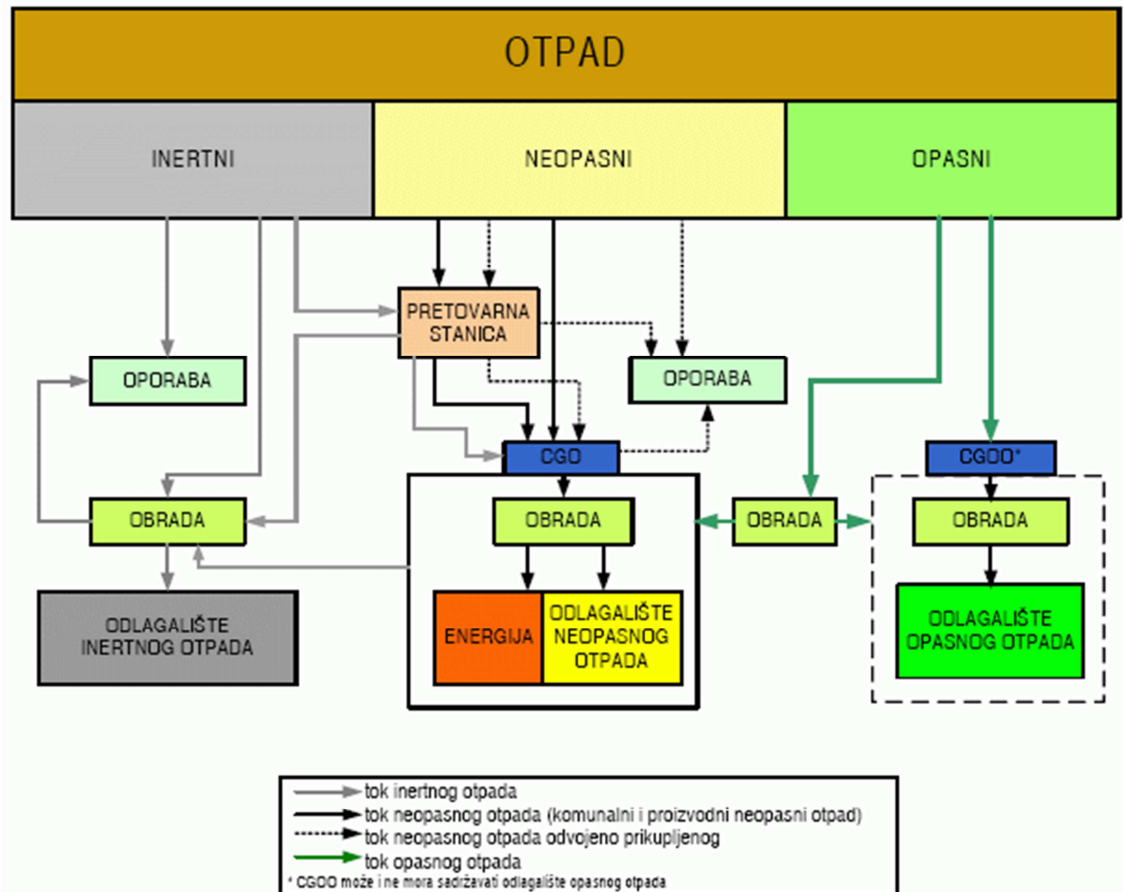 OTPAD
INERTNI
NEOPASNI
OPASNI
PRETOVARNA
STANICA
OPORABA
OPORABA
CGO
CGOO*
OBRADA
OBRADA
OBRADA
OBRADA
ODLAGALIŠTE
INERTNOG OTPADA
ENERGIJA
ODLAGALIŠTE
NEOPASNOG
OTPADA
ODLAGALIŠTE
OPASNOG OTPADA
tok inertnog otpada
tok neopasnog otpada (komunalni i proizvodni neopasni otpad)
tok neopasnog otpada odvojeno prikupljenog
tok opasnog otpada
* CGOO može i ne mora sadržavati odlagalište opasnog otpada